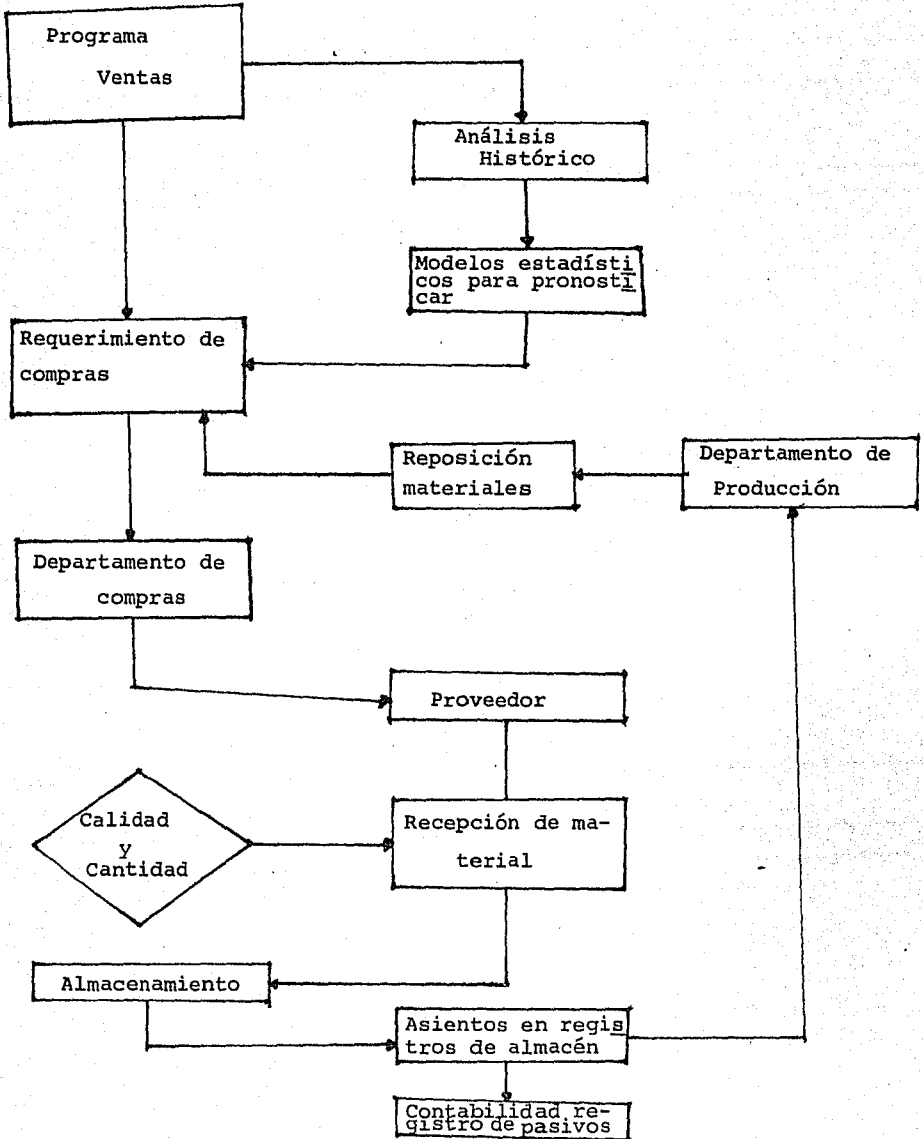 Programa
Ventas
Análisis
Histórico
Modelos estadísti
cos para pronosti
car
Requerimiento de
compras
Reposición
materiales
Departamento de
Producción
Departamento de
compras
Proveedor
Calidad
y
Cantidad
Recepción de ma-
terial
Almacenamiento
Asientos en regis
tros de almacén
Contabilidad re-
gistro de pasivos